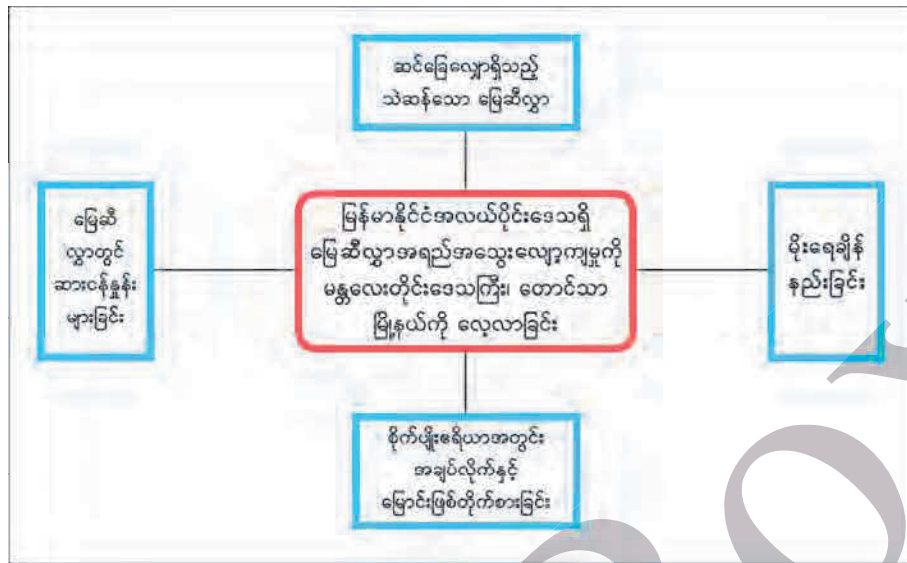 ဆင်ခြေလျှောရှိသည့်
သဲဆန်သော မြေဆီလွှာ
မြေဆီ
လွှာတွင်
ဆားငန်နှုန်း
များခြင်း
မြန်မာနိုင်ငံအလယ်ပိုင်းဒေသရှိ
မြေဆီလွှာအရည်အသွေးလျော့ကျမှုကို
မန္တလေးတိုင်းဒေသကြီး၊ တောင်သာ
မြို့နယ်ကို လေ့လာခြင်း
မိုးရေချိန်
နည်းခြင်း
စိုက်ပျိုးဧရိယာအတွင်း
အချပ်လိုက်နှင့်
မြောင်းဖြစ်တိုက်စားခြင်း